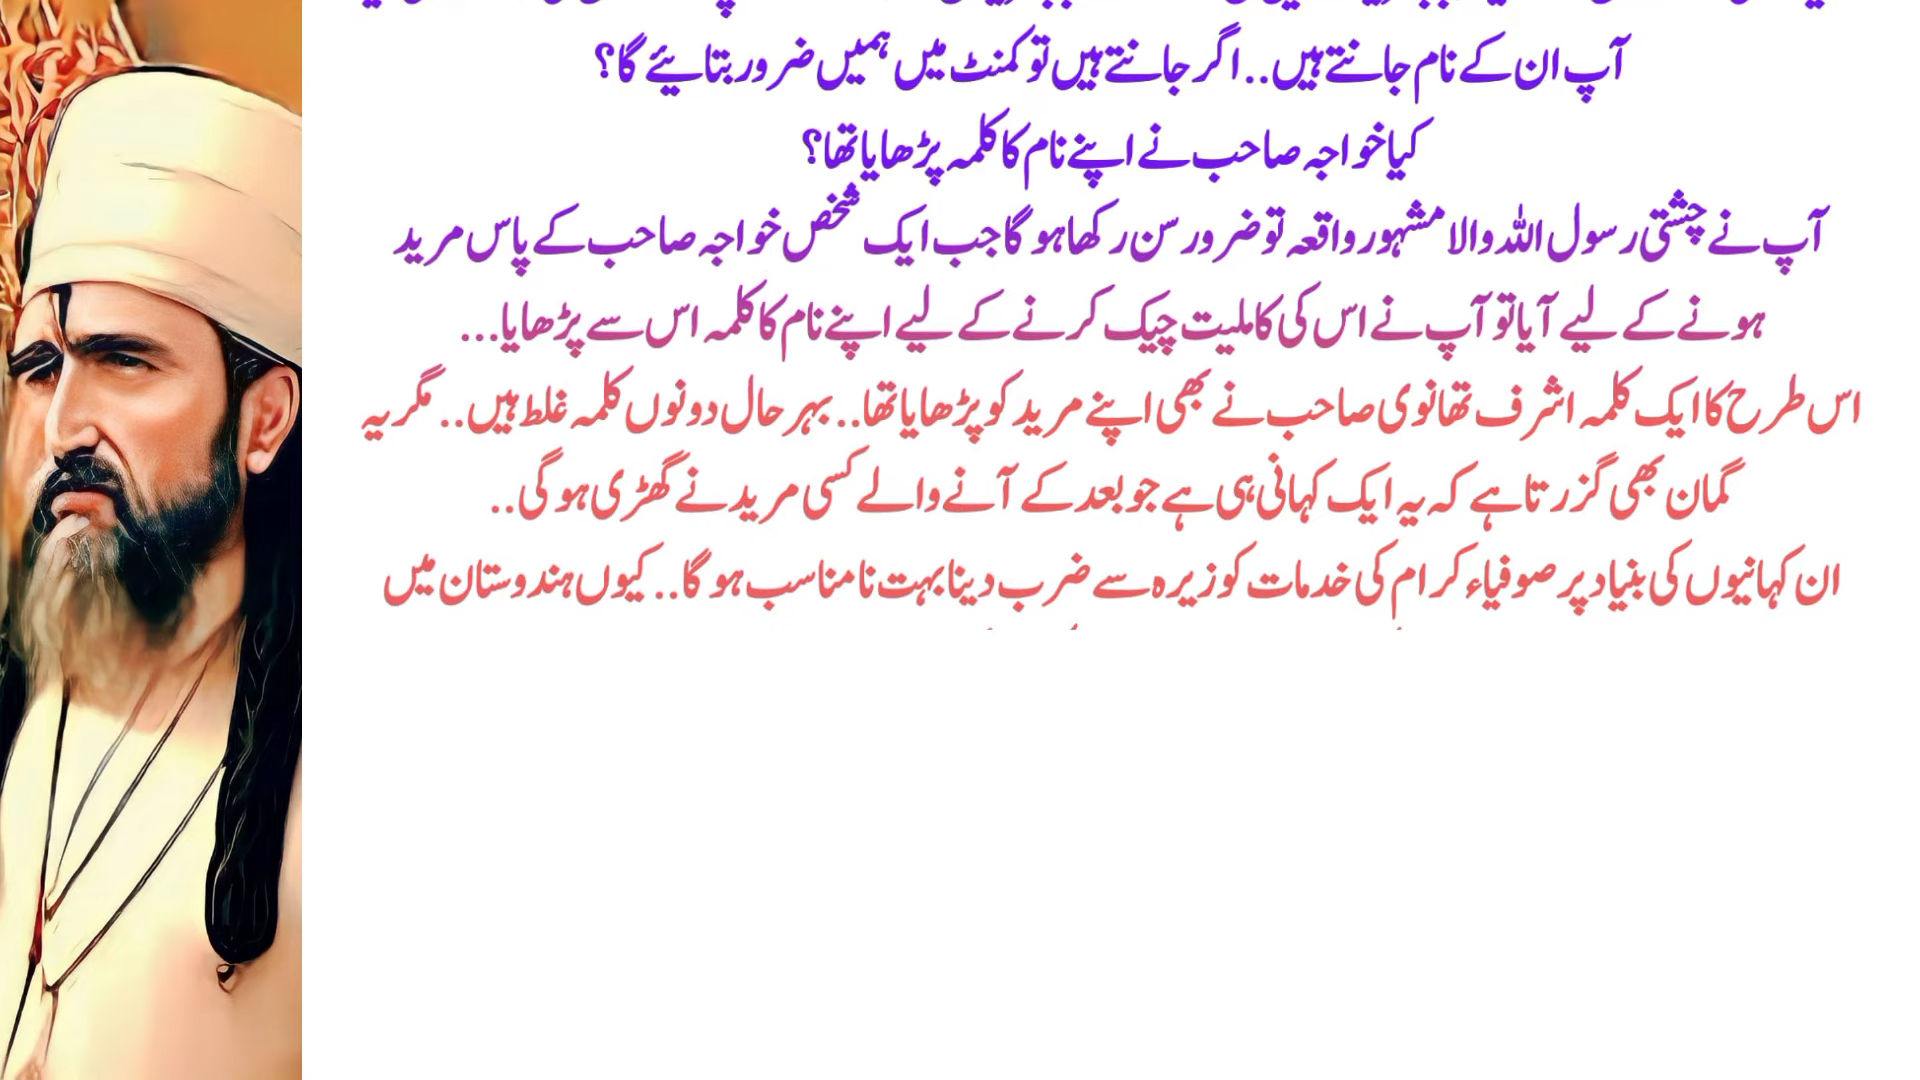 آپ ان کے نام جانتے ہیں.. اگر جانتے ہیں تو کمنٹ میں ہمیں ضرور بتایئے گا؟
کیا خواجہ صاحب نے اپنے نام کا کلمہ پڑھایا تھا؟
آپ نے چشتی رسول اللہ والا مشہور واقعہ تو ضرور سن رکھا ہو گا جب ایک شخص خواجہ صاحب کے پاس مرید
ہونے کے لیے آیا تو آپ نے اس کی کاملیت چیک کرنے کے لیے اپنے نام کا کلمہ اس سے پڑھایا...
اس طرح کا ایک کلمہ اشرف تھانوی صاحب نے بھی اپنے مرید کو پڑھایا تھا.. بہر حال دونوں کلمہ غلط ہیں.. مگر یہ
گمان بھی گزرتا ہے کہ یہ ایک کہانی ہی ہے جو بعد کے آنے والے کسی مرید نے گھڑی ہو گی..
ان کہانیوں کی بنیاد پر صوفیاء کرام کی خدمات کو زیرہ سے ضرب دینا بہت نا مناسب ہو گا.. کیوں ہندوستان میں